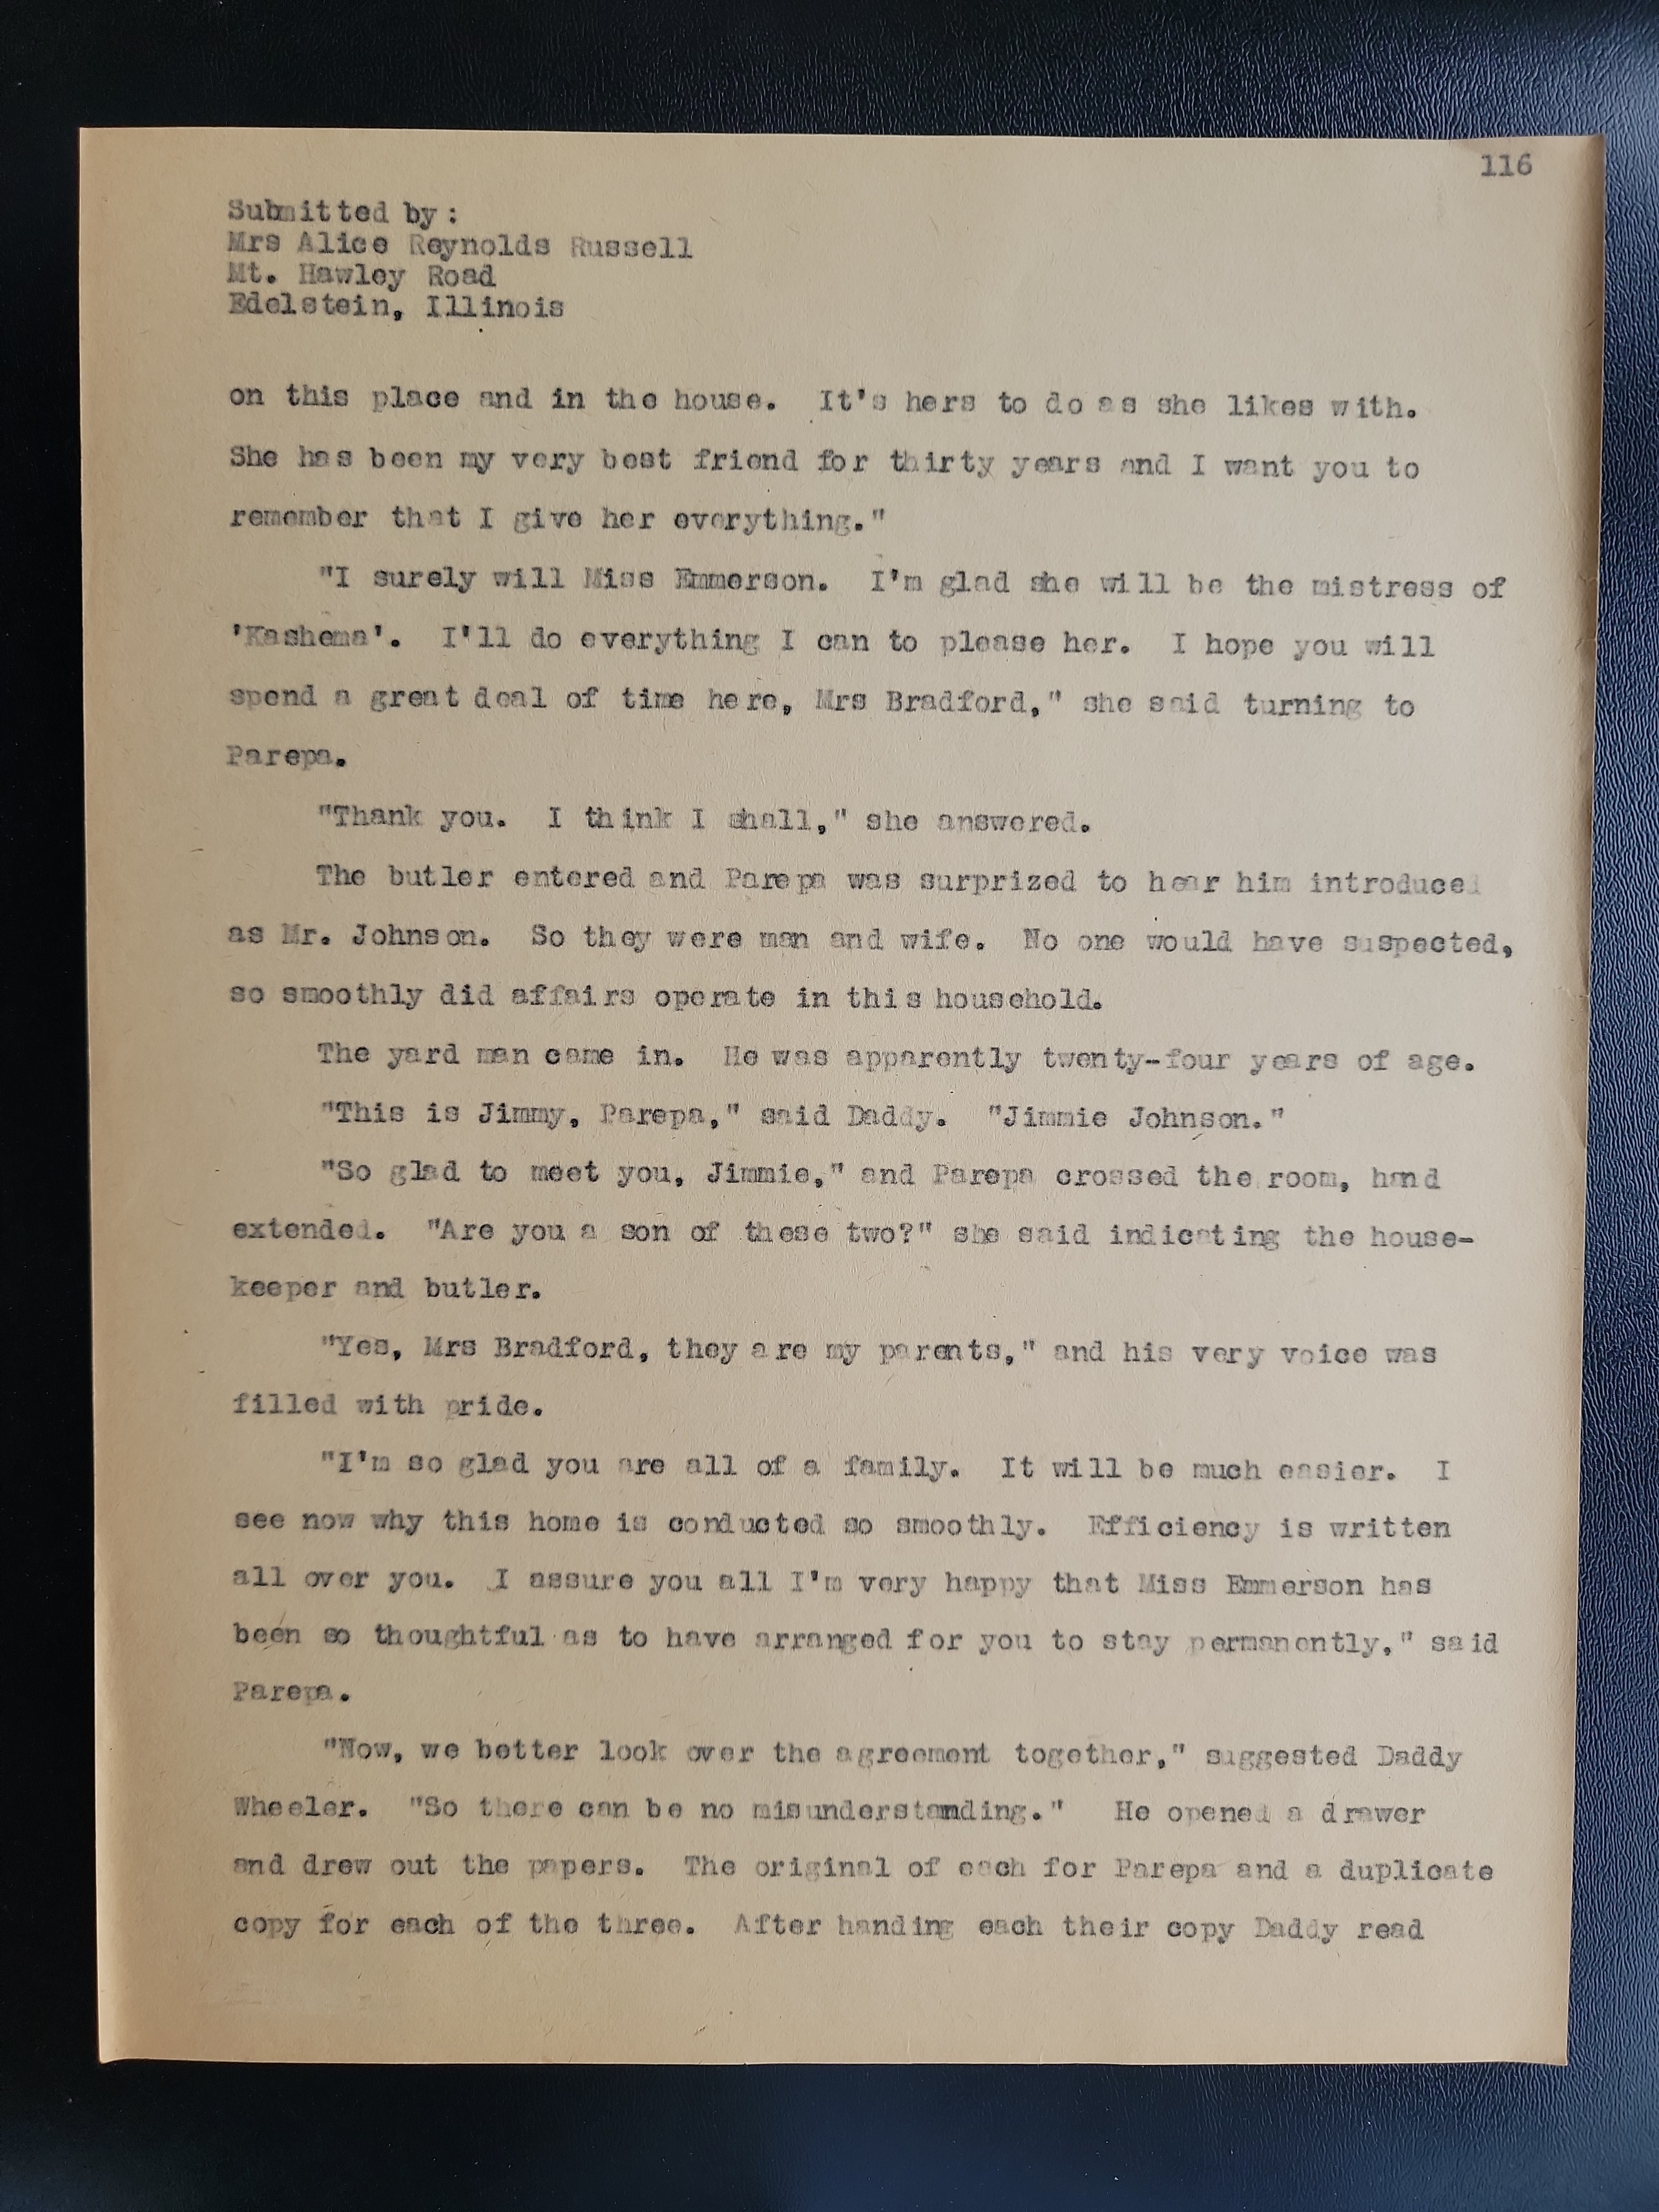 116
Submitted by:
Mrs Alice Reynolds Russell
Mt. Hawley Road
Edelstein, Illinois
on this place and in the house.  It's hers to do as she likes with.
She has been my very best friend for thirty years and I want you to
remember that I give her everything."
"I surely will Miss Emmerson.  I'm glad she will be the mistress of
'Kashema'.  I'll do everything I can to please her.  I hope you will
spend a great deal of time here, Mrs Bradford," she said turning to
Parepa.
"Thank you.  I think I shall," she answered.
The butler entered and Parepa was surprized to hear him introduced
as Mr. Johnson.  So they were man and wife.  No one would have suspected,
so smoothly did affairs operate in this household.
The yard man came in.  He was apparently twenty-four years of age.
"This is Jimmy, Parepa," said Daddy.  "Jimmie Johnson."
"So glad to meet you, Jimmie," and Parepa crossed the room, hand
extended.  "Are you a son of these two?" she said indicating the house-
keeper and butler.
"Yes, Mrs Bradford, they are my parents," and his very voice was
filled with pride.
"I'm so glad you are all of a family.  It will be much easier.  I
see now why this home is conducted so smoothly.  Efficiency is written
all over you.  I assure you all I'm very happy that Miss Emmerson has
been so thoughtful as to have arranged for you to stay permanently," said
Parepa.
"Now, we better look over the agreement together," suggested Daddy
Wheeler.  "So there can be no misunderstanding."  He opened a drawer
and drew out the papers.  The original of each for Parepa and a duplicate
copy for each of the three.  After handing each their copy Daddy read